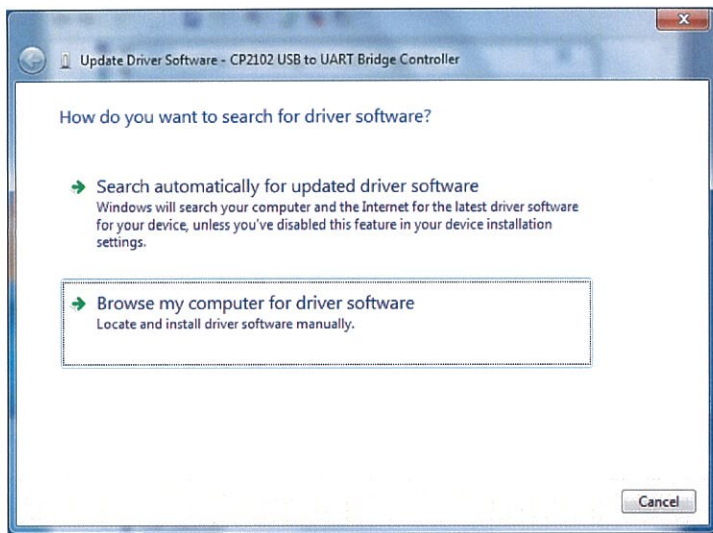 Update Driver Software - CP2102 USB to UART Bridge Controller
How do you want to search for driver software?
Search automatically for updated driver software
Windows will search your computer and the Internet for the latest driver software
for your device, unless you've disabled this feature in your device installation
settings.
Browse my computer for driver software
Locate and install driver software manually.
Cancel